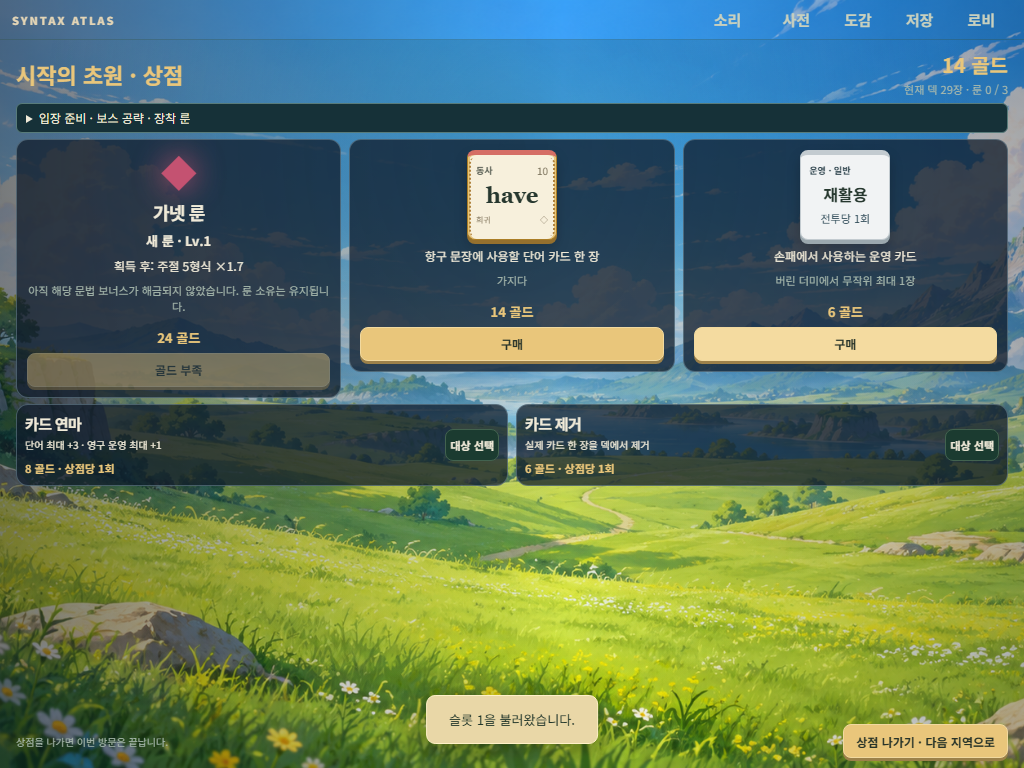 SYNTAX ATLAS
소리 사전 도감 저장 로비
시작의 초원 · 상점
14 골드
현재 덱 29장 · 룬 0 / 3
▶ 입장 준비 · 보스 공략 · 장착 룬
가넷 룬
새 룬 · Lv.1
획득 후: 주절 5형식 ×1.7
아직 해당 문법 보너스가 해금되지 않았습니다. 룬 소유는 유지됩니
다.
24 골드
골드 부족
동사 10
have
희귀 ◇
항구 문장에 사용할 단어 카드 한 장
가지다
14 골드
구매
운영 · 일반
재활용
전투당 1회
손패에서 사용하는 운영 카드
버린 더미에서 무작위 최대 1장
6 골드
구매
카드 연마
단어 최대 +3 · 영구 운영 최대 +1
8 골드 · 상점당 1회
대상 선택
카드 제거
실제 카드 한 장을 덱에서 제거
6 골드 · 상점당 1회
대상 선택
슬롯 1을 불러왔습니다.
상점을 나가면 이번 방문은 끝납니다.
상점 나가기 · 다음 지역으로